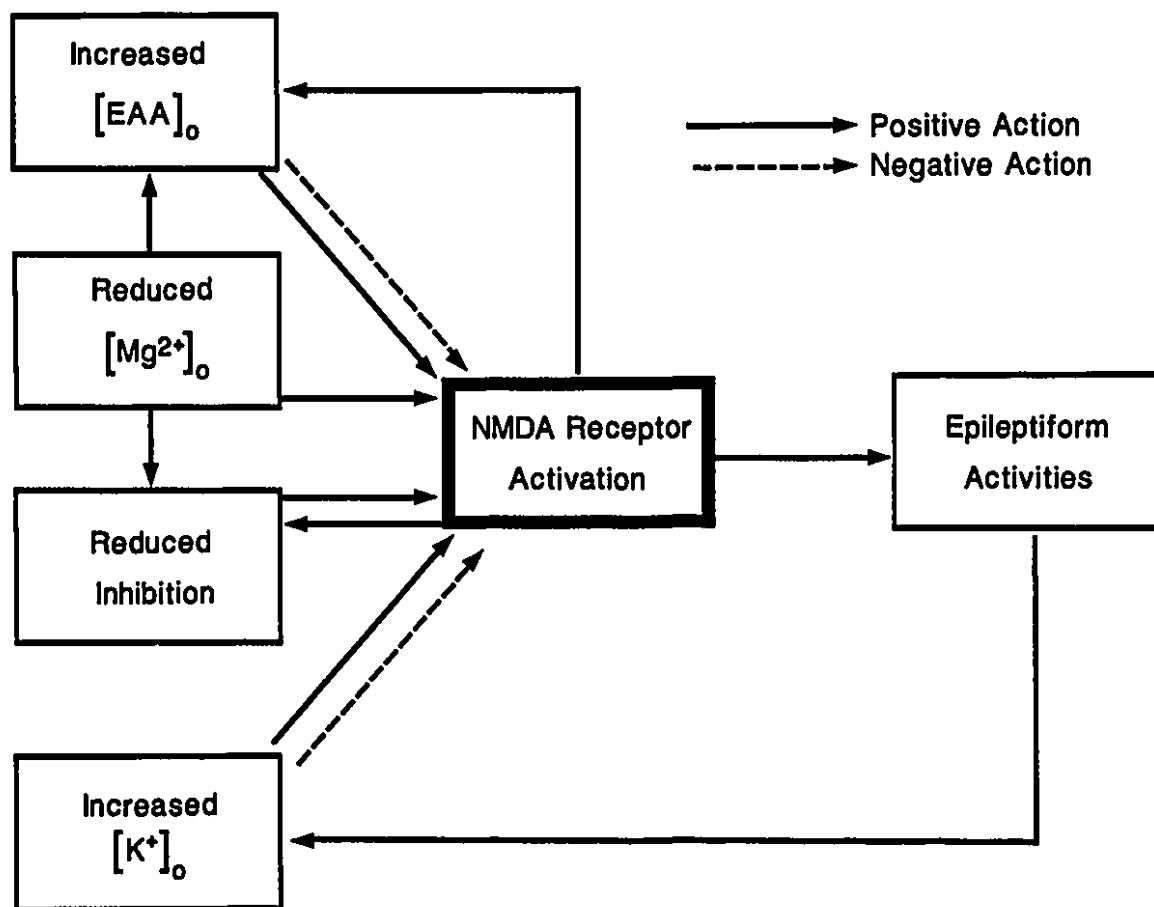 Increased
[EAA]o
Positive Action
Negative Action
Reduced
[Mg²⁺]o
NMDA Receptor
Activation
Epileptiform
Activities
Reduced
Inhibition
Increased
[K⁺]o